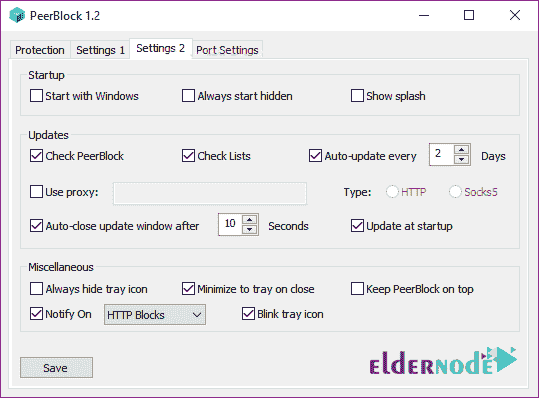 PeerBlock 1.2
Protection Settings 1 Settings 2 Port Settings
Startup
Start with Windows Always start hidden Show splash
Updates
Check PeerBlock Check Lists Auto-update every 2 Days
Use proxy: Type: HTTP Socks5
Auto-close update window after 10 Seconds Update at startup
Miscellaneous
Always hide tray icon Minimize to tray on close Keep PeerBlock on top
Notify On HTTP Blocks Blink tray icon
Save
eldernode